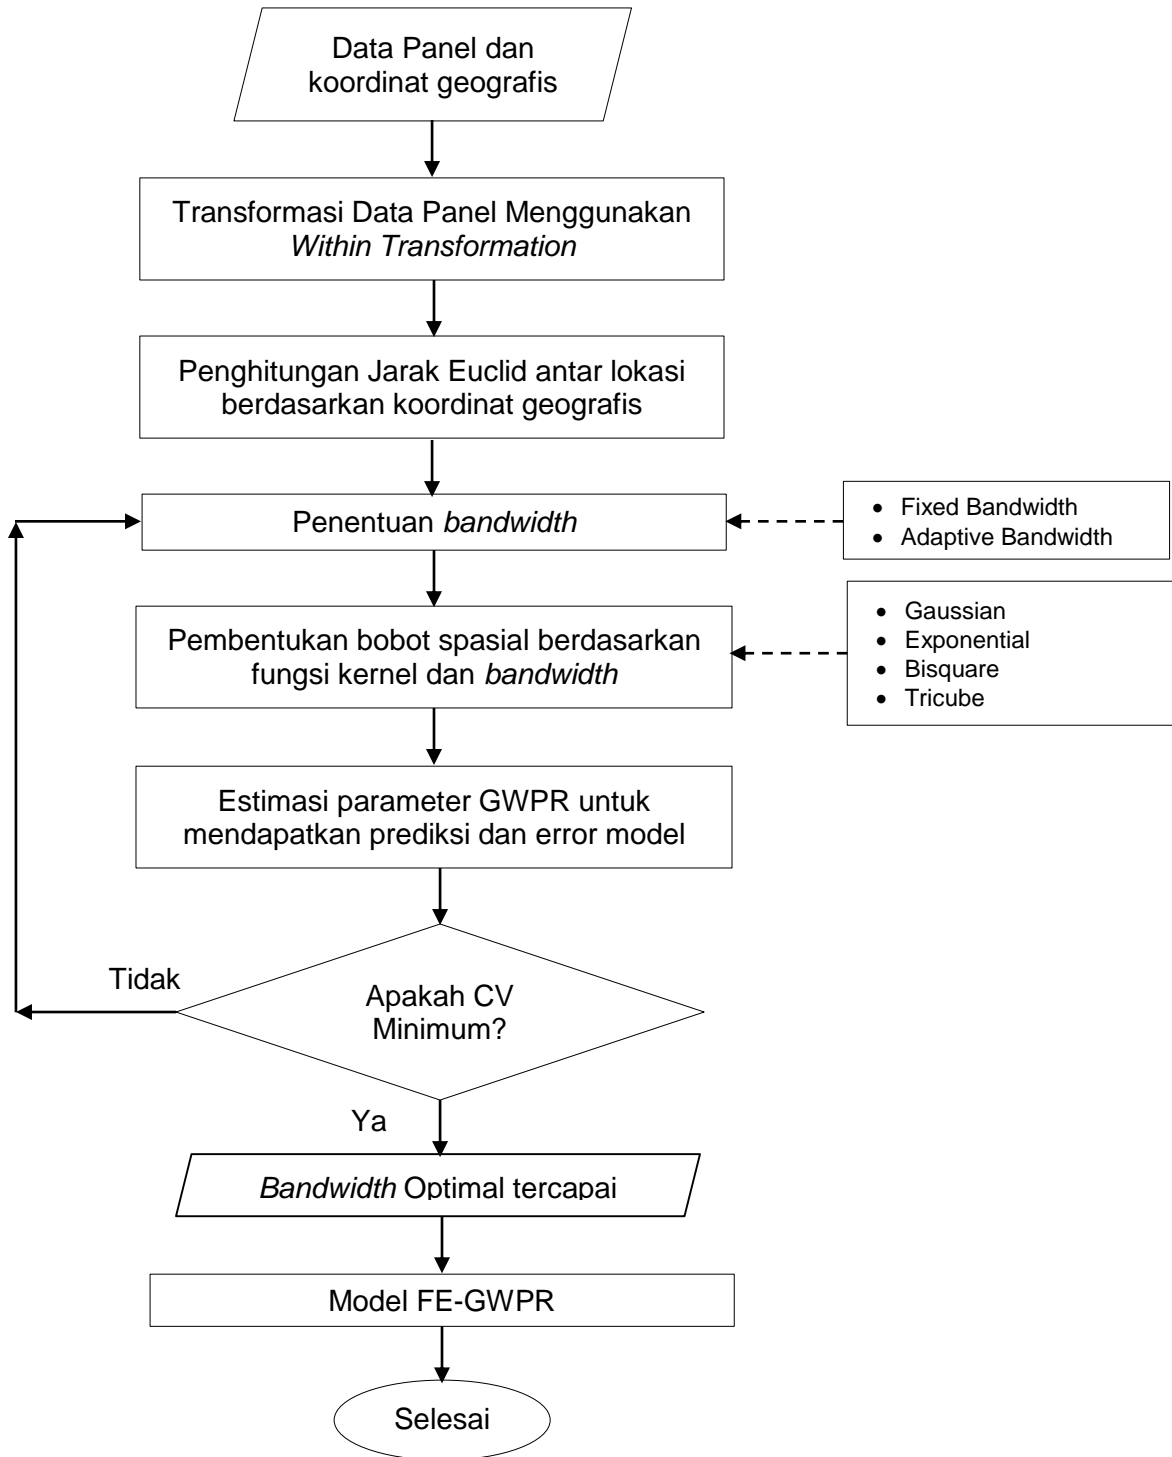 Data Panel dan
koordinat geografis
Transformasi Data Panel Menggunakan
Within Transformation
Penghitungan Jarak Euclid antar lokasi
berdasarkan koordinat geografis
Penentuan bandwidth
• Fixed Bandwidth
• Adaptive Bandwidth
Pembentukan bobot spasial berdasarkan
fungsi kernel dan bandwidth
• Gaussian
• Exponential
• Bisquare
• Tricube
Estimasi parameter GWPR untuk
mendapatkan prediksi dan error model
Tidak
Apakah CV
Minimum?
Ya
Bandwidth Optimal tercapai
Model FE-GWPR
Selesai